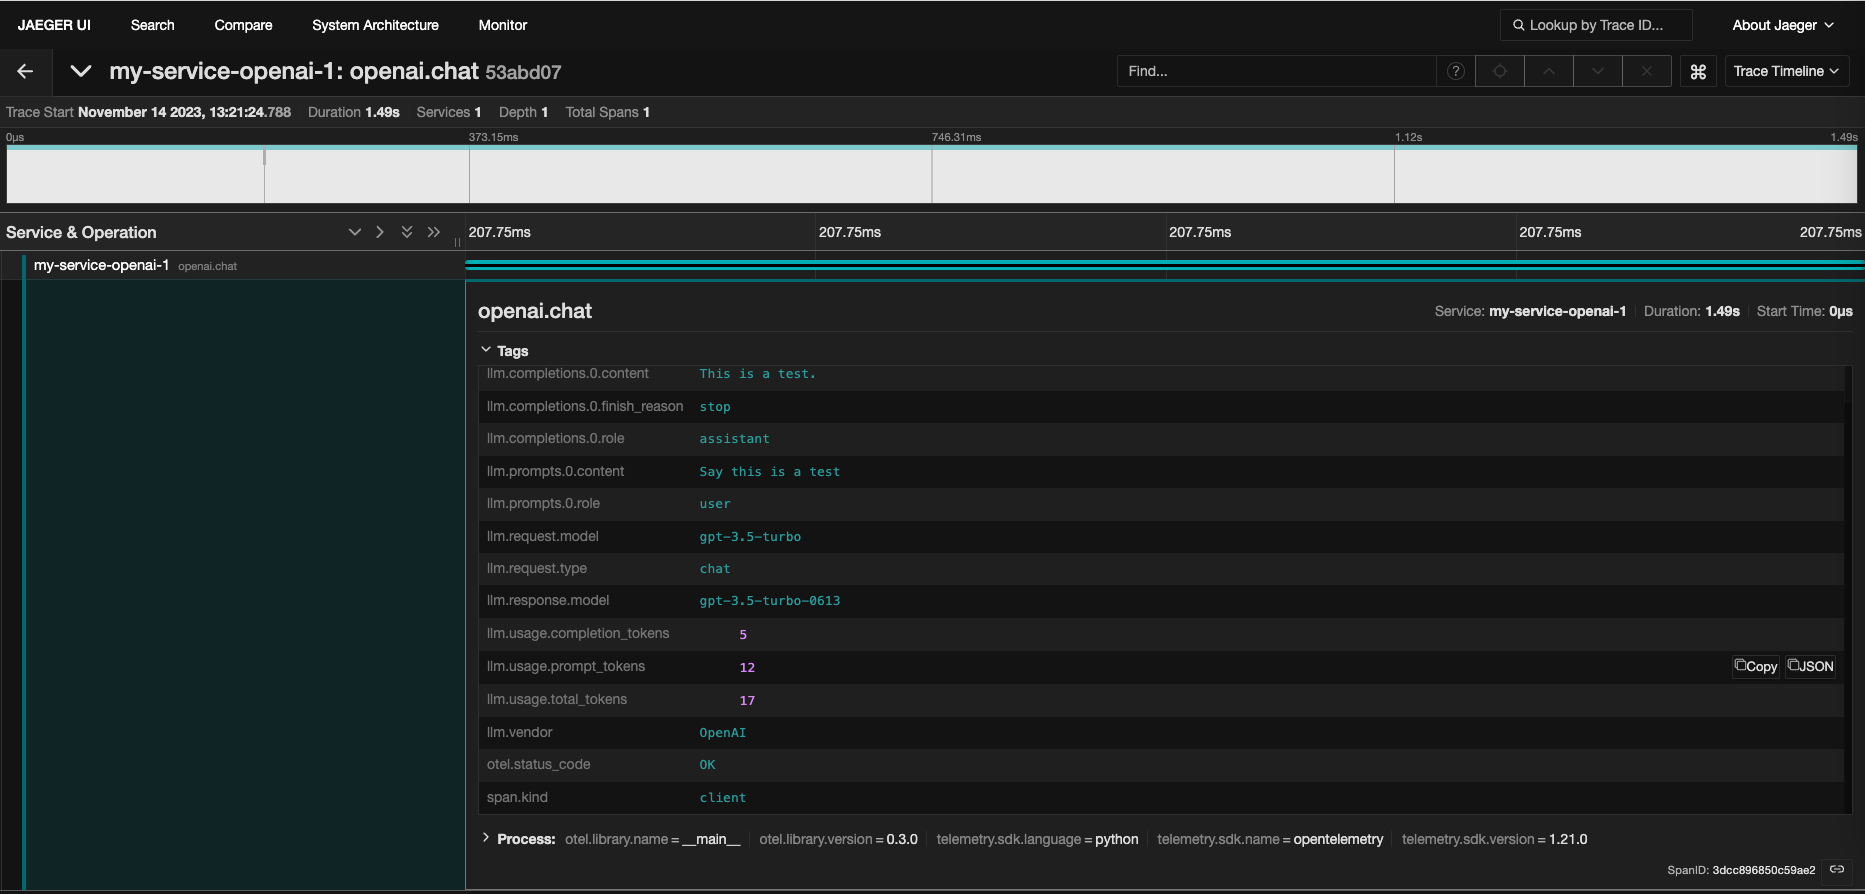 JAEGER UI Search Compare System Architecture Monitor Lookup by Trace ID... About Jaeger
my-service-openai-1: openai.chat 53abd07 Find... ? ⌘ Trace Timeline
Trace Start November 14 2023, 13:21:24.788 Duration 1.49s Services 1 Depth 1 Total Spans 1
0μs 373.15ms 746.31ms 1.12s 1.49s
Service & Operation 207.75ms 207.75ms 207.75ms 207.75ms 207.75ms
my-service-openai-1 openai.chat
openai.chat Service: my-service-openai-1 Duration: 1.49s Start Time: 0μs
Tags
llm.completions.0.content This is a test.
llm.completions.0.finish_reason stop
llm.completions.0.role assistant
llm.prompts.0.content Say this is a test
llm.prompts.0.role user
llm.request.model gpt-3.5-turbo
llm.request.type chat
llm.response.model gpt-3.5-turbo-0613
llm.usage.completion_tokens 5
llm.usage.prompt_tokens 12 Copy JSON
llm.usage.total_tokens 17
llm.vendor OpenAI
otel.status_code OK
span.kind client
Process: otel.library.name = __main__ otel.library.version = 0.3.0 telemetry.sdk.language = python telemetry.sdk.name = opentelemetry telemetry.sdk.version = 1.21.0
SpanID: 3dcc896850c59ae2